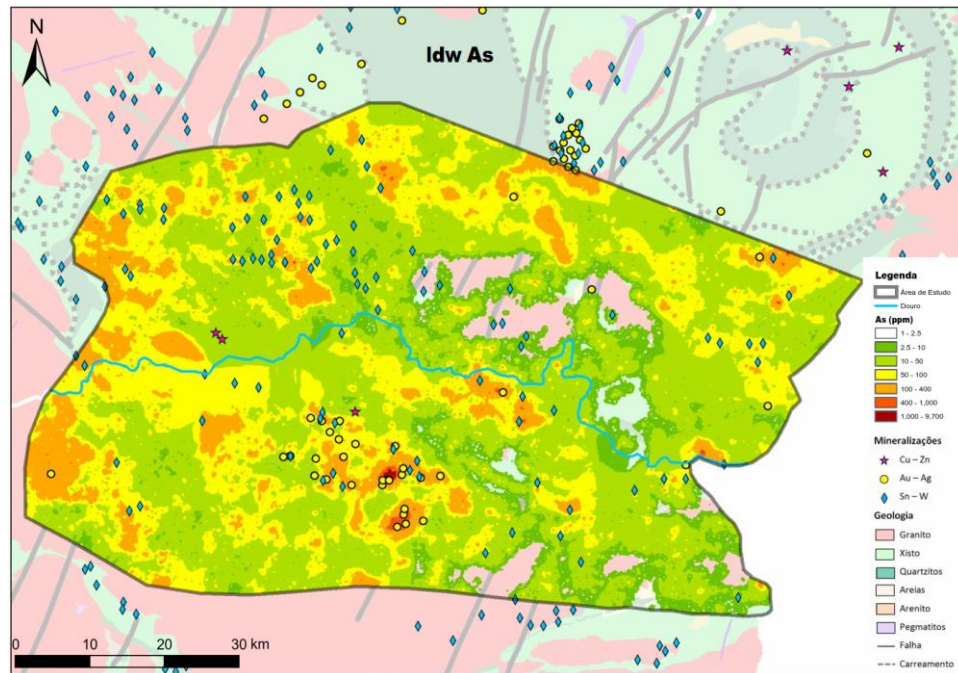 N
ldw As
Legenda
Área de Estudo
Douro
As (ppm)
1 - 2.5
2.5 - 10
10 - 50
50 - 100
100 - 400
400 - 1,000
1,000 - 9,700
Mineralizações
Cu – Zn
Au – Ag
Sn – W
Geologia
Granito
Xisto
Quartzitos
Areias
Arenito
Pegmatitos
Falha
Carreamento
0 10 20 30 km